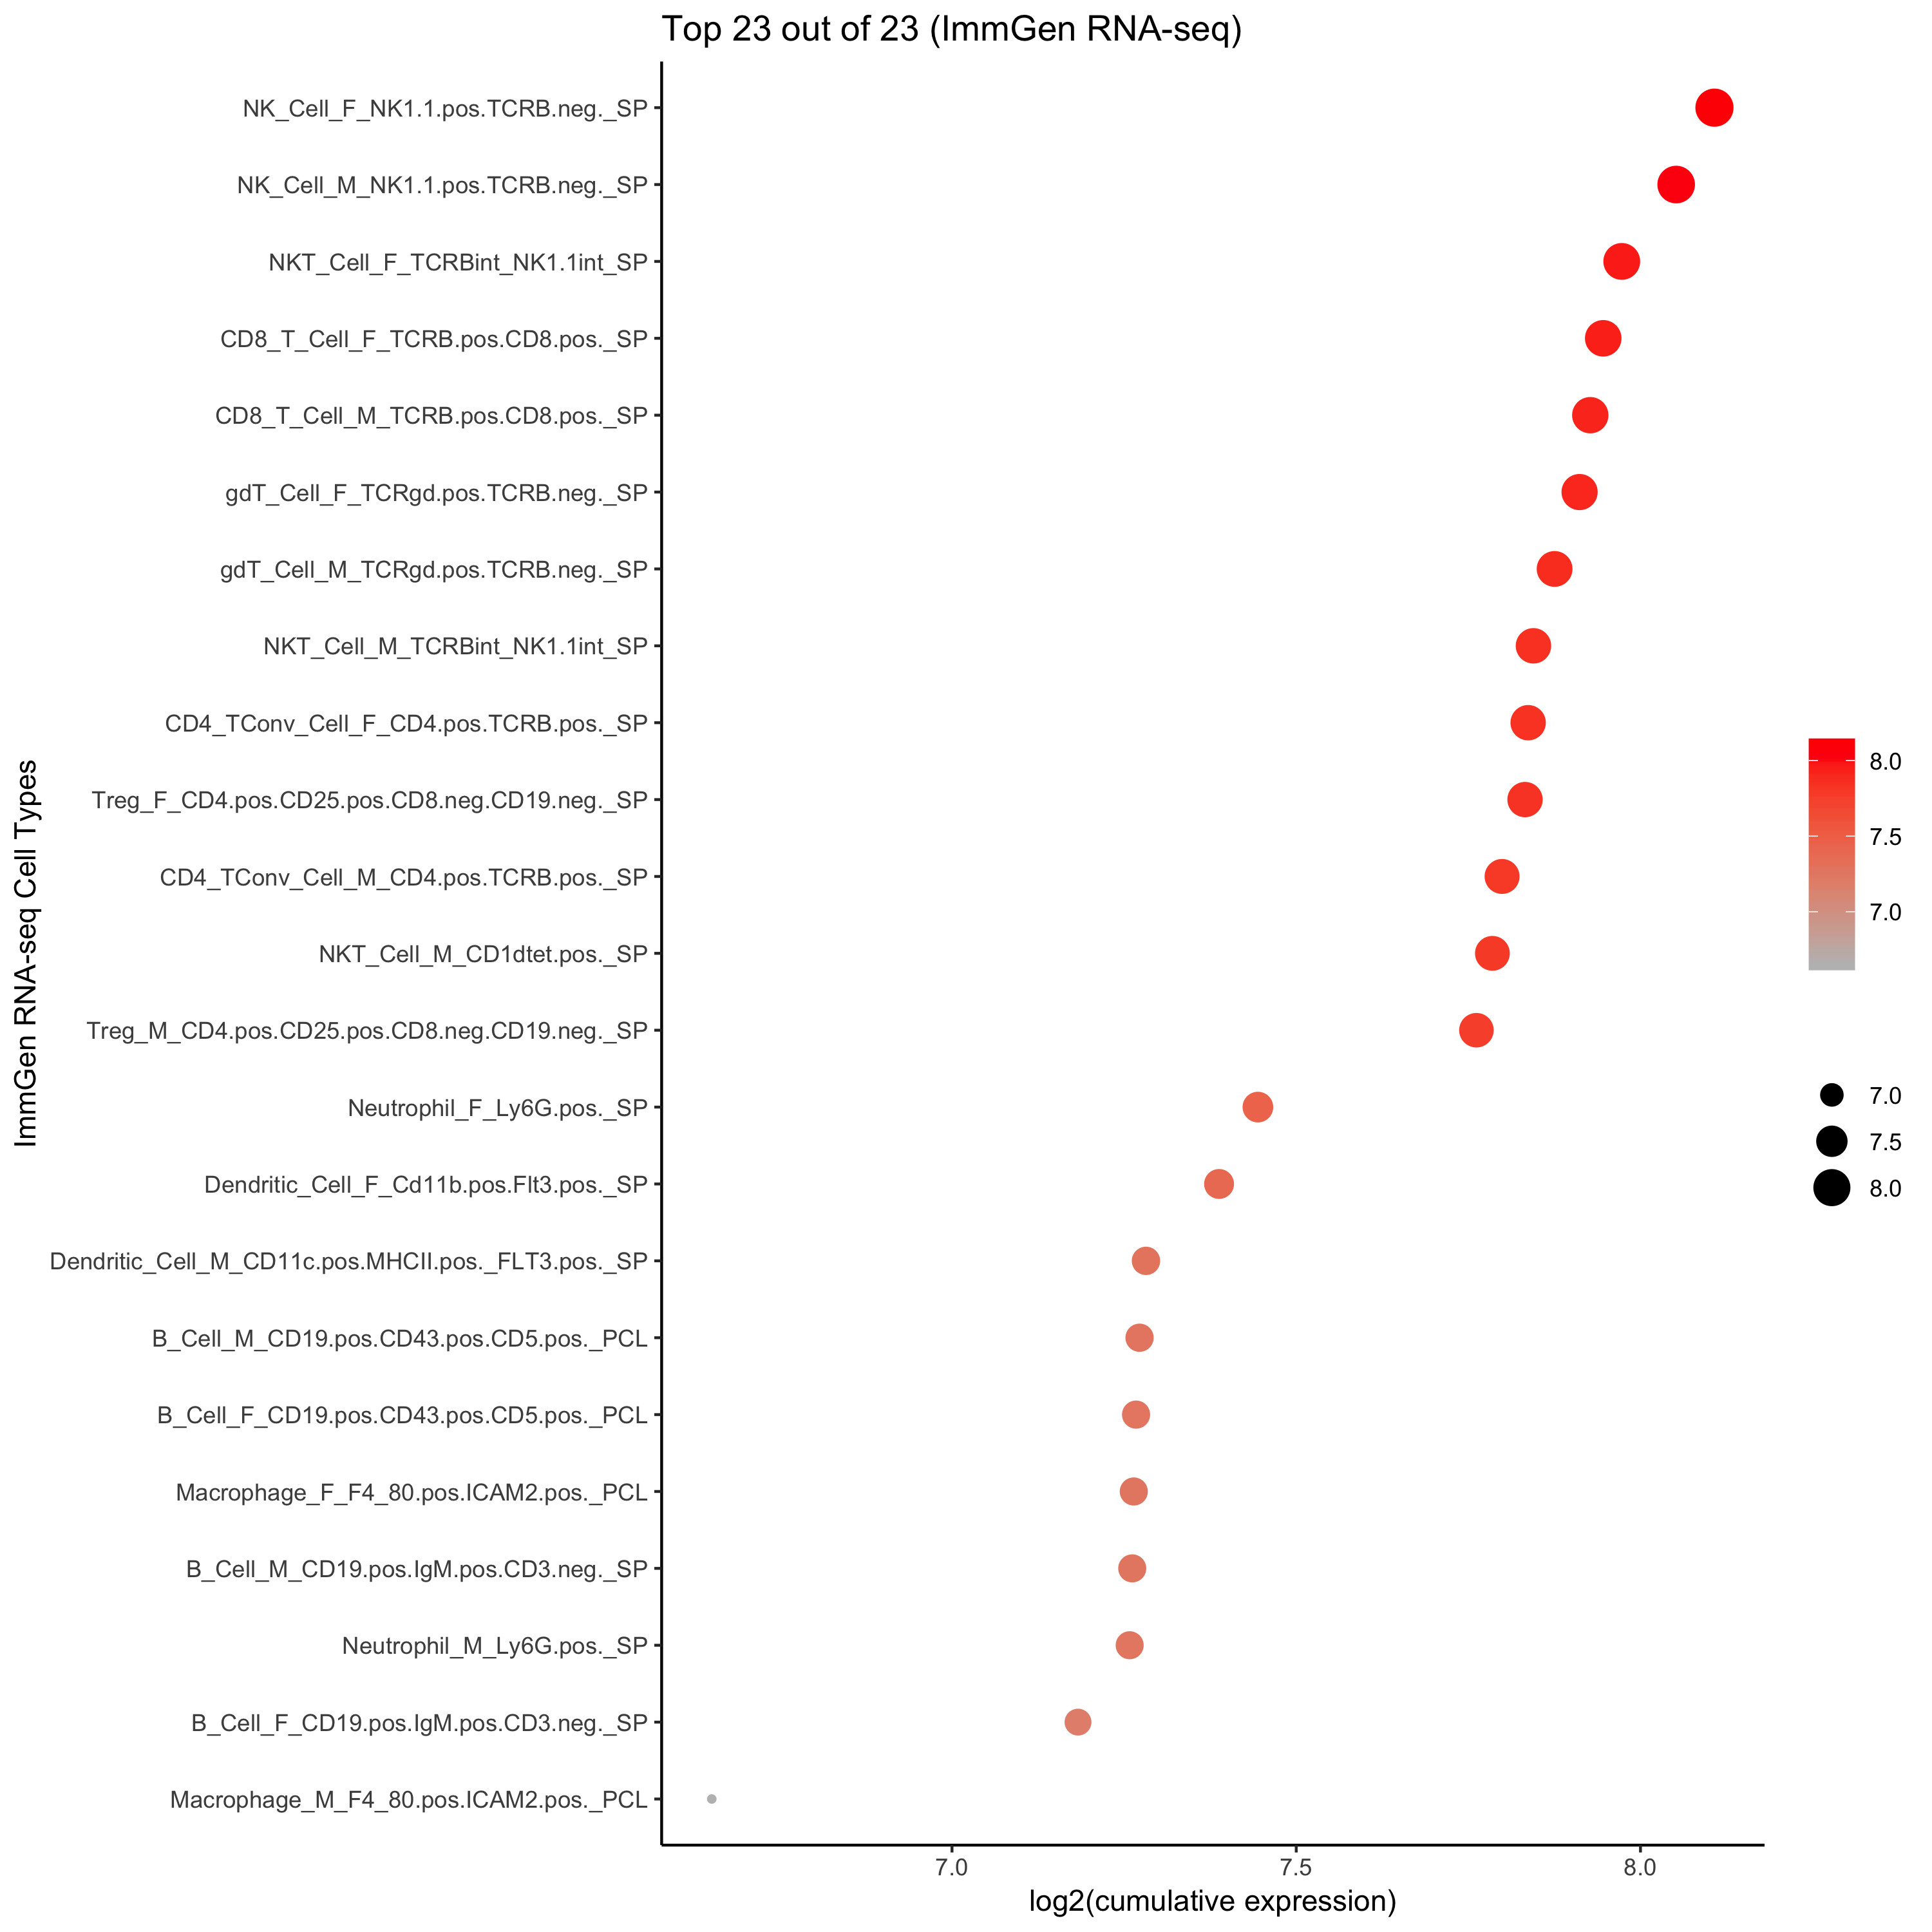 Top 23 out of 23 (ImmGen RNA-seq)
NK_Cell_F_NK1.1.pos.TCRB.neg._SP
NK_Cell_M_NK1.1.pos.TCRB.neg._SP
NKT_Cell_F_TCRBint_NK1.1int_SP
CD8_T_Cell_F_TCRB.pos.CD8.pos._SP
CD8_T_Cell_M_TCRB.pos.CD8.pos._SP
gdT_Cell_F_TCRgd.pos.TCRB.neg._SP
gdT_Cell_M_TCRgd.pos.TCRB.neg._SP
NKT_Cell_M_TCRBint_NK1.1int_SP
CD4_TConv_Cell_F_CD4.pos.TCRB.pos._SP
Treg_F_CD4.pos.CD25.pos.CD8.neg.CD19.neg._SP
CD4_TConv_Cell_M_CD4.pos.TCRB.pos._SP
NKT_Cell_M_CD1dtet.pos._SP
Treg_M_CD4.pos.CD25.pos.CD8.neg.CD19.neg._SP
Neutrophil_F_Ly6G.pos._SP
Dendritic_Cell_F_Cd11b.pos.Flt3.pos._SP
Dendritic_Cell_M_CD11c.pos.MHCII.pos._FLT3.pos._SP
B_Cell_M_CD19.pos.CD43.pos.CD5.pos._PCL
B_Cell_F_CD19.pos.CD43.pos.CD5.pos._PCL
Macrophage_F_F4_80.pos.ICAM2.pos._PCL
B_Cell_M_CD19.pos.IgM.pos.CD3.neg._SP
Neutrophil_M_Ly6G.pos._SP
B_Cell_F_CD19.pos.IgM.pos.CD3.neg._SP
Macrophage_M_F4_80.pos.ICAM2.pos._PCL
ImmGen RNA-seq Cell Types
7.0 7.5 8.0
log2(cumulative expression)
8.0
7.5
7.0
7.0
7.5
8.0